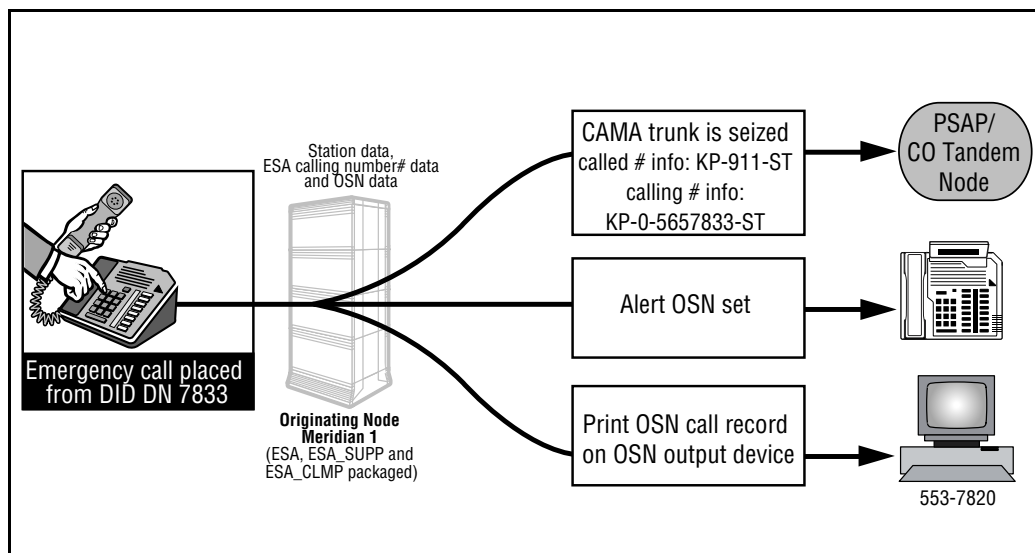 Station data,
ESA calling number# data
and OSN data
Emergency call placed
from DID DN 7833
Originating Node
Meridian 1
(ESA, ESA_SUPP and
ESA_CLMP packaged)
CAMA trunk is seized
called # info: KP-911-ST
calling # info:
KP-0-5657833-ST
PSAP/
CO Tandem
Node
Alert OSN set
Print OSN call record
on OSN output device
553-7820